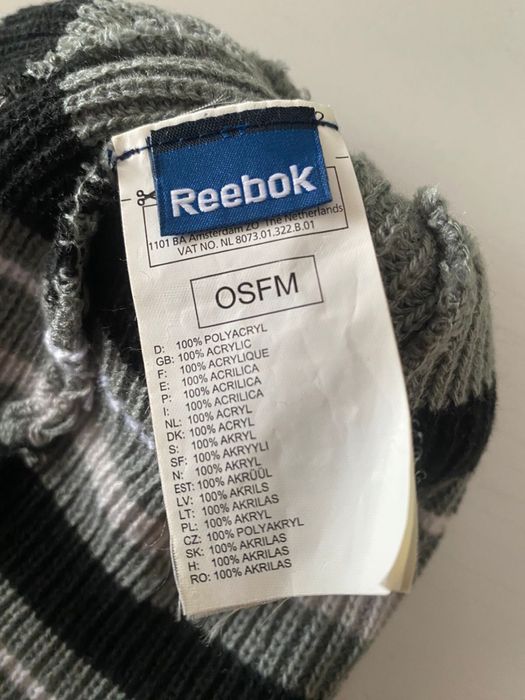 Reebok
1101 BA Amsterdam ZO The Netherlands
VAT NO. NL 8073.01.322.B.01
OSFM
D: 100% POLYACRYL
GB: 100% ACRYLIC
F: 100% ACRYLIQUE
E: 100% ACRILICA
P: 100% ACRILICA
I: 100% ACRILICA
NL: 100% ACRYL
DK: 100% ACRYL
S: 100% AKRYL
SF: 100% AKRYYLI
N: 100% AKRYL
EST: 100% AKRÜÜL
LV: 100% AKRILS
LT: 100% AKRILAS
PL: 100% AKRYL
CZ: 100% POLYAKRYL
SK: 100% AKRILAS
H: 100% AKRILAS
RO: 100% AKRILAS